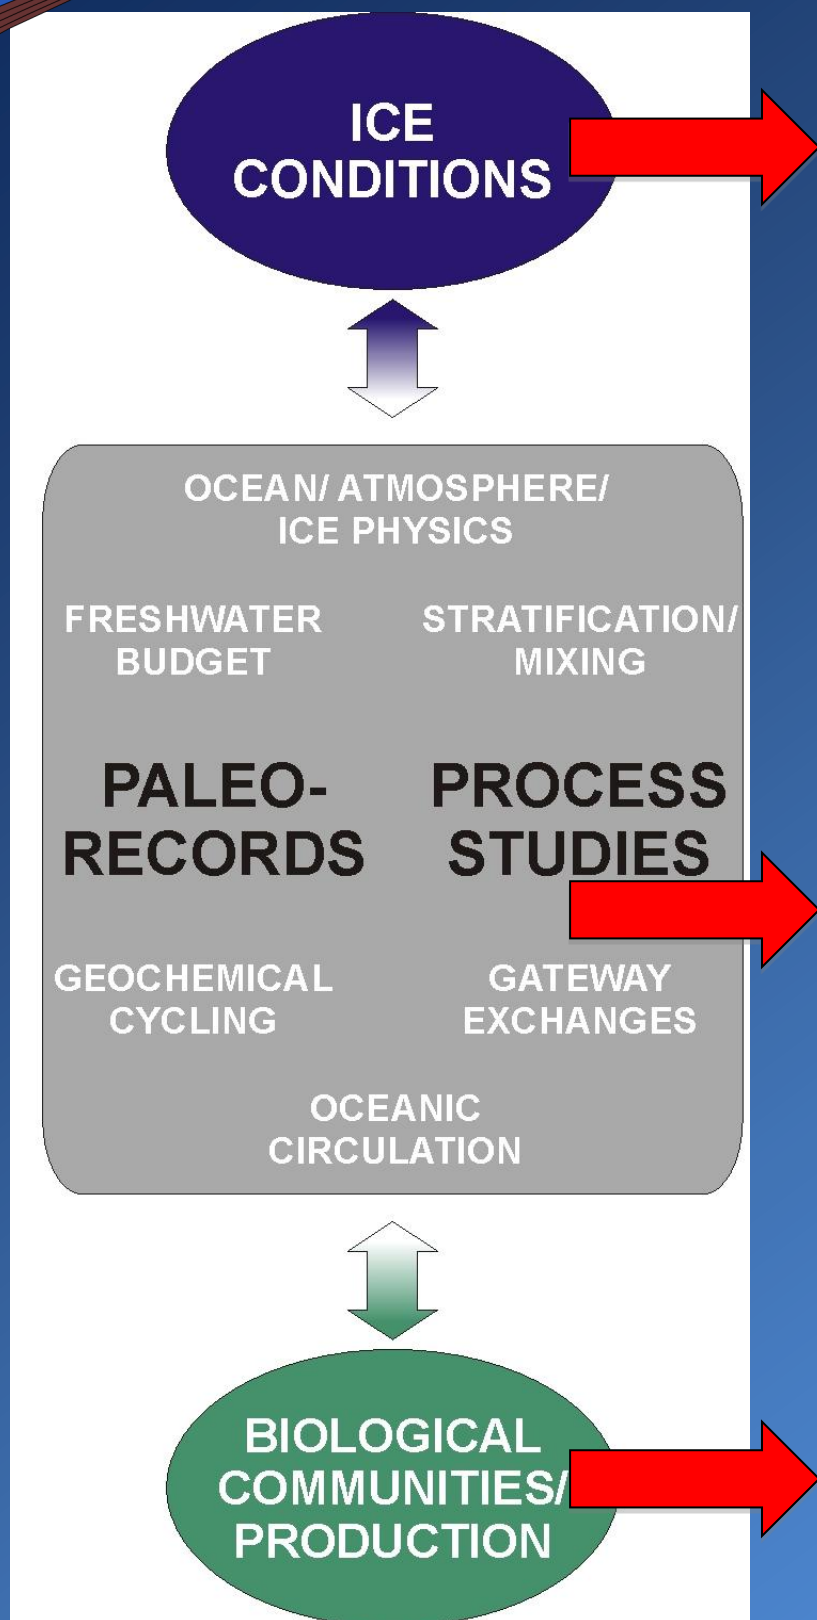 ICE
CONDITIONS
OCEAN/ ATMOSPHERE/
ICE PHYSICS
FRESHWATER
BUDGET
STRATIFICATION/
MIXING
PALEO-
RECORDS
PROCESS
STUDIES
GEOCHEMICAL
CYCLING
GATEWAY
EXCHANGES
OCEANIC
CIRCULATION
BIOLOGICAL
COMMUNITIES/
PRODUCTION